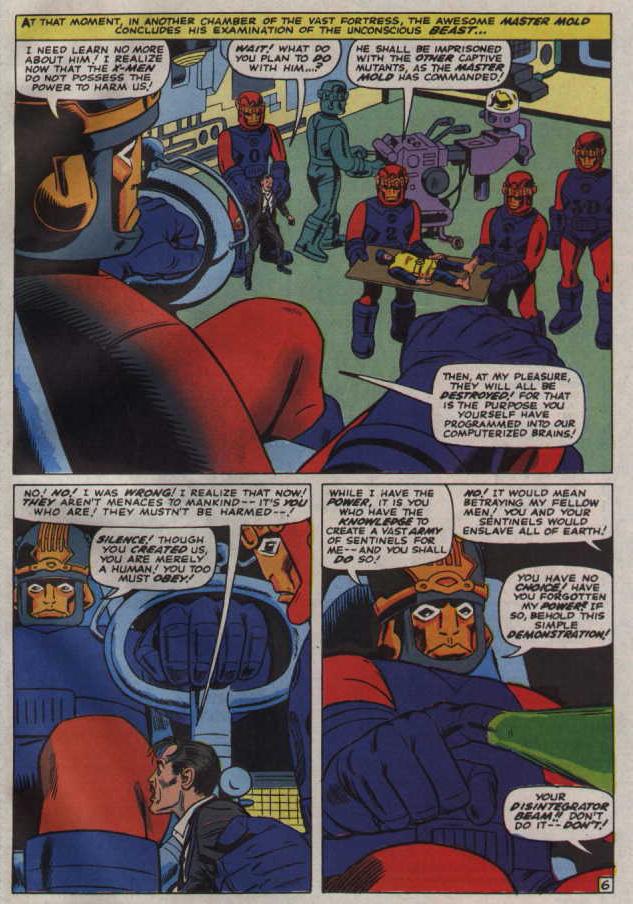 AT THAT MOMENT, IN ANOTHER CHAMBER OF THE VAST FORTRESS, THE AWESOME MASTER MOLD
CONCLUDES HIS EXAMINATION OF THE UNCONSCIOUS BEAST...
I NEED LEARN NO MORE
ABOUT HIM! I REALIZE
NOW THAT THE X-MEN
DO NOT POSSESS THE
POWER TO HARM US!
WAIT! WHAT DO
YOU PLAN TO DO
WITH HIM...?
HE SHALL BE IMPRISONED
WITH THE OTHER CAPTIVE
MUTANTS, AS THE MASTER
MOLD HAS COMMANDED!
0
2
4
3D
THEN, AT MY PLEASURE,
THEY WILL ALL BE
DESTROYED! FOR THAT
IS THE PURPOSE YOU
YOURSELF HAVE
PROGRAMMED INTO OUR
COMPUTERIZED BRAINS!
NO! NO! I WAS WRONG! I REALIZE THAT NOW!
THEY AREN'T MENACES TO MANKIND--IT'S YOU
WHO ARE! THEY MUSTN'T BE HARMED--!
SILENCE! THOUGH
YOU CREATED US,
YOU ARE MERELY
A HUMAN! YOU TOO
MUST OBEY!
WHILE I HAVE THE
POWER, IT IS YOU
WHO HAVE THE
KNOWLEDGE TO
CREATE A VAST ARMY
OF SENTINELS FOR
ME--AND YOU SHALL
DO SO!
NO! IT WOULD MEAN
BETRAYING MY FELLOW
MEN! YOU AND YOUR
SENTINELS WOULD
ENSLAVE ALL OF EARTH!
YOU HAVE NO
CHOICE! HAVE
YOU FORGOTTEN
MY POWER? IF
SO, BEHOLD THIS
SIMPLE
DEMONSTRATION!
YOUR
DISINTEGRATOR
BEAM!! DON'T
DO IT--DON'T!
6